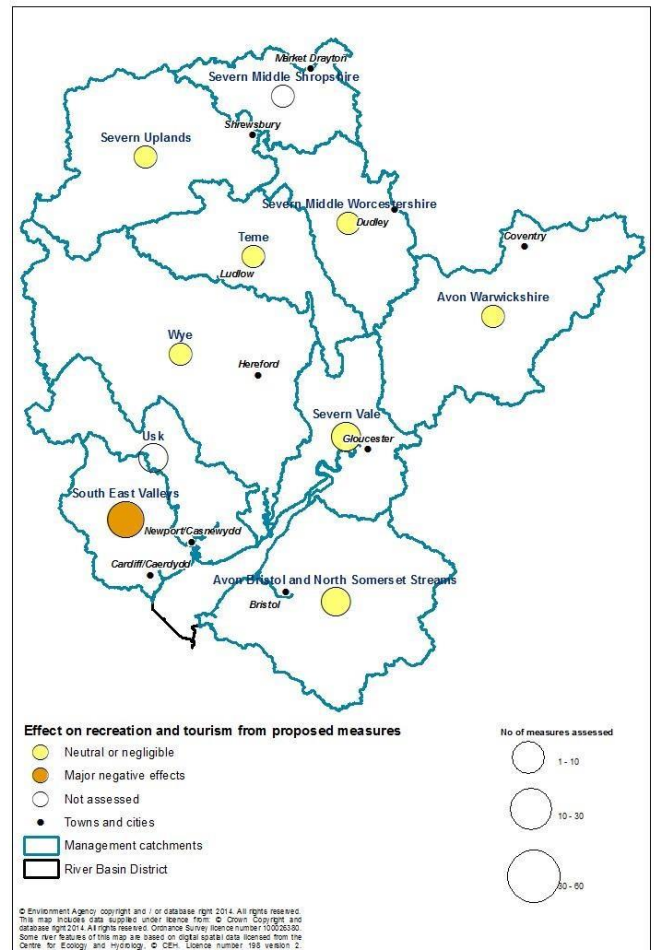 Market Drayton
Severn Middle Shropshire
Shrewsbury
Severn Uplands
Severn Middle Worcestershire
Dudley
Teme
Coventry
Ludlow
Avon Warwickshire
Wye
Hereford
Severn Vale
Gloucester
Usk
South East Valleys
Newport/Casnewydd
Cardiff/Caerdydd
Avon Bristol and North Somerset Streams
Bristol
Effect on recreation and tourism from proposed measures
Neutral or negligible
Major negative effects
Not assessed
Towns and cities
Management catchments
River Basin District
No of measures assessed
1 - 10
10 - 30
30 - 60
© Environment Agency copyright and / or database right 2014. All rights reserved.
This map includes data supplied under licence from: © Crown Copyright and
database right 2014. All rights reserved. Ordnance Survey licence number 100026380.
Some river features of this map are based on digital spatial data licensed from the
Centre for Ecology and Hydrology, © CEH. Licence number 198 version 2.